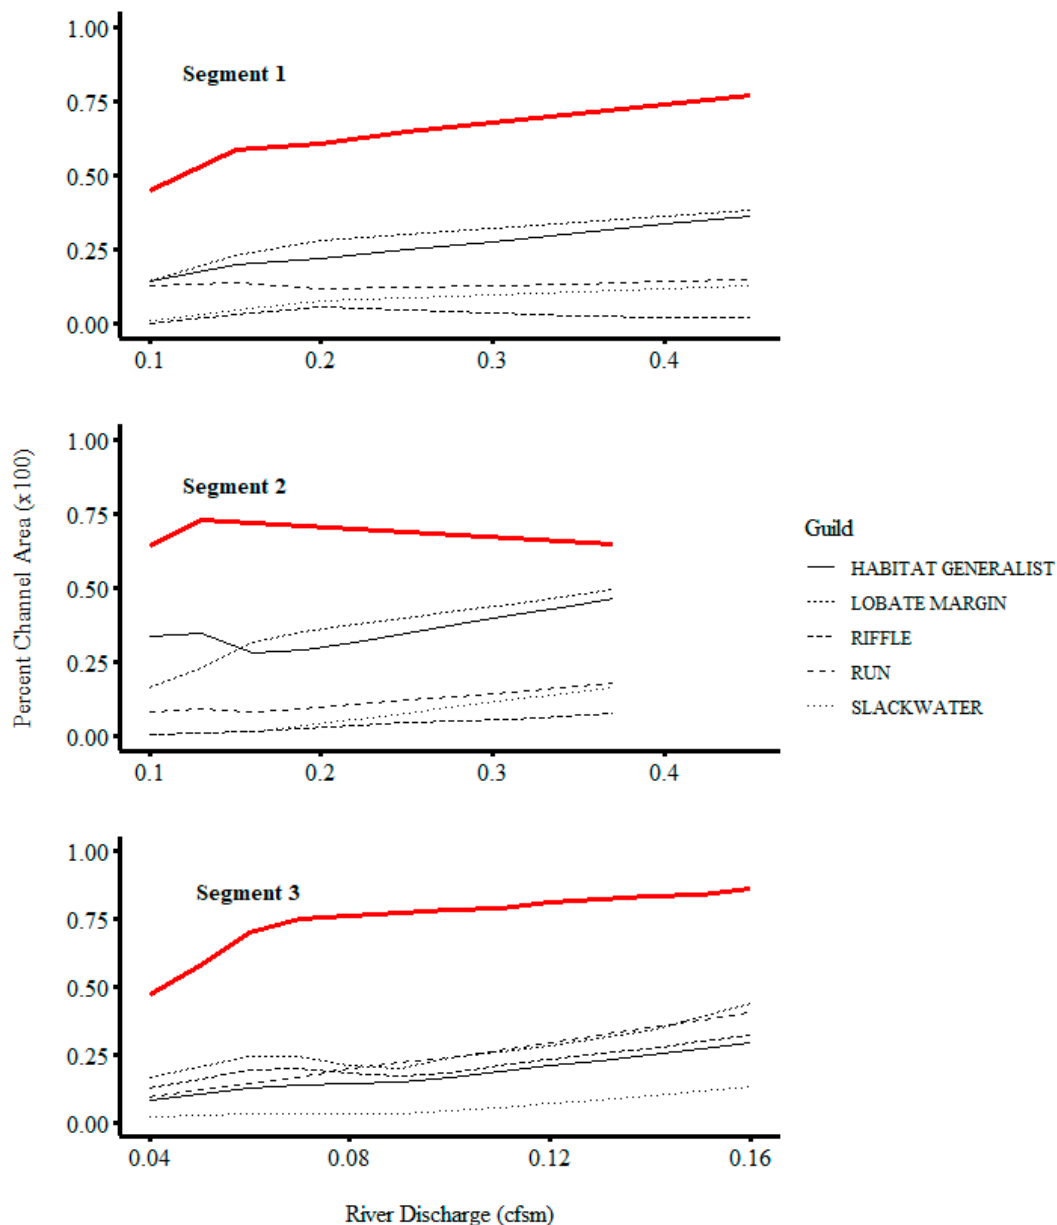 1.00
Segment 1
0.75
0.50
0.25
0.00
0.1 0.2 0.3 0.4
Percent Channel Area (x100)
1.00
Segment 2
0.75
0.50
0.25
0.00
0.1 0.2 0.3 0.4
Guild
HABITAT GENERALIST
LOBATE MARGIN
RIFFLE
RUN
SLACKWATER
1.00
Segment 3
0.75
0.50
0.25
0.00
0.04 0.08 0.12 0.16
River Discharge (cfsm)